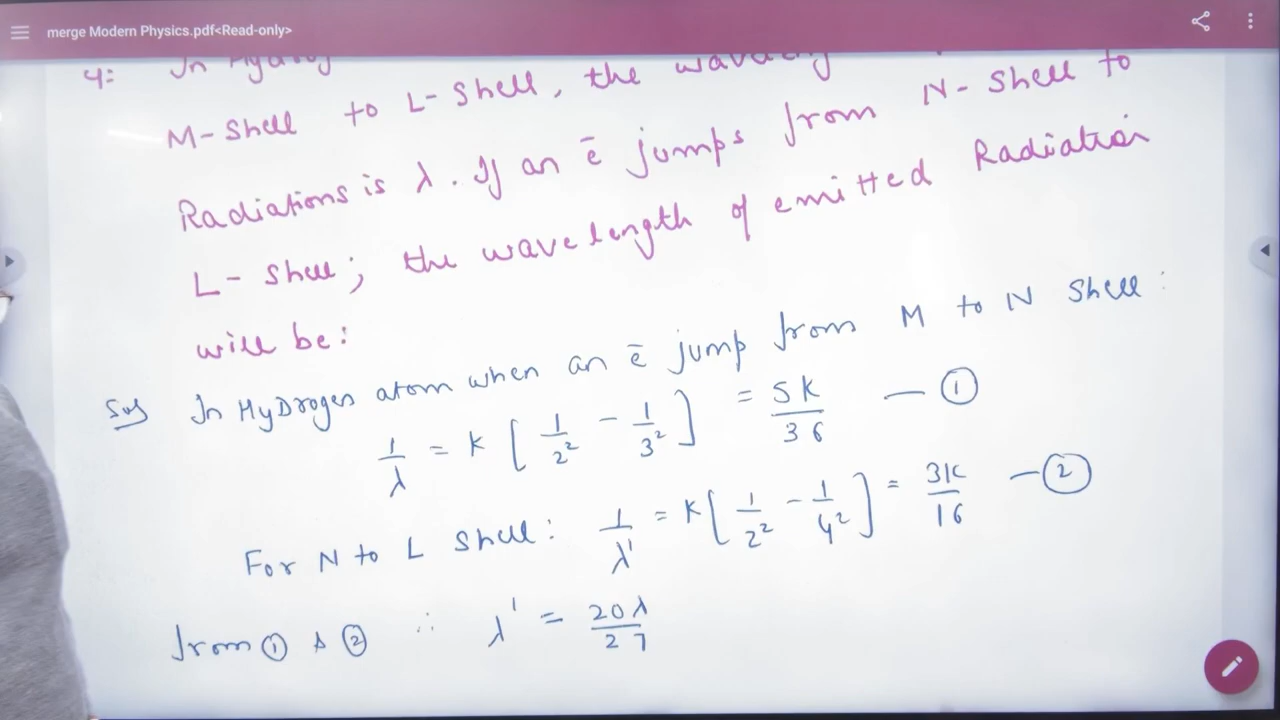 merge Modern Physics.pdf<Read-only>
4: In
M-Shell to L-Shell, the
Radiations is λ. If an ē jumps from N-Shell to
L-Shell; the wavelength of emitted Radiation
will be:
Sol In HyDrogen atom when an ē jump from M to N Shell:
1/λ = K [ 1/2² - 1/3² ] = 5K/36 — ①
For N to L Shell: 1/λ' = K [ 1/2² - 1/4² ] = 3K/16 — ②
from ① & ② ∴ λ' = 20λ/27